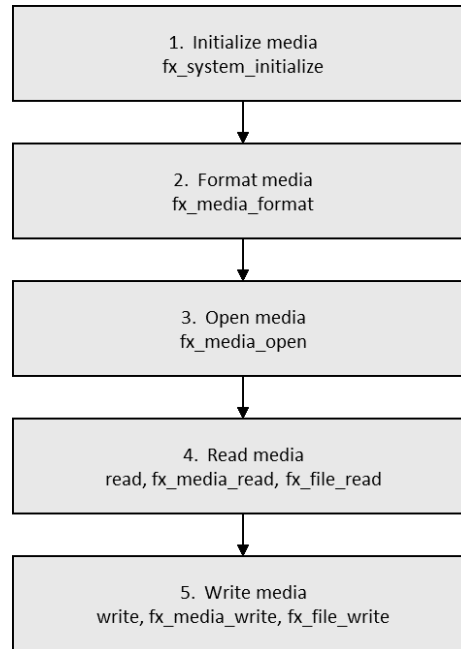 1. Initialize media
fx_system_initialize
2. Format media
fx_media_format
3. Open media
fx_media_open
4. Read media
read, fx_media_read, fx_file_read
5. Write media
write, fx_media_write, fx_file_write